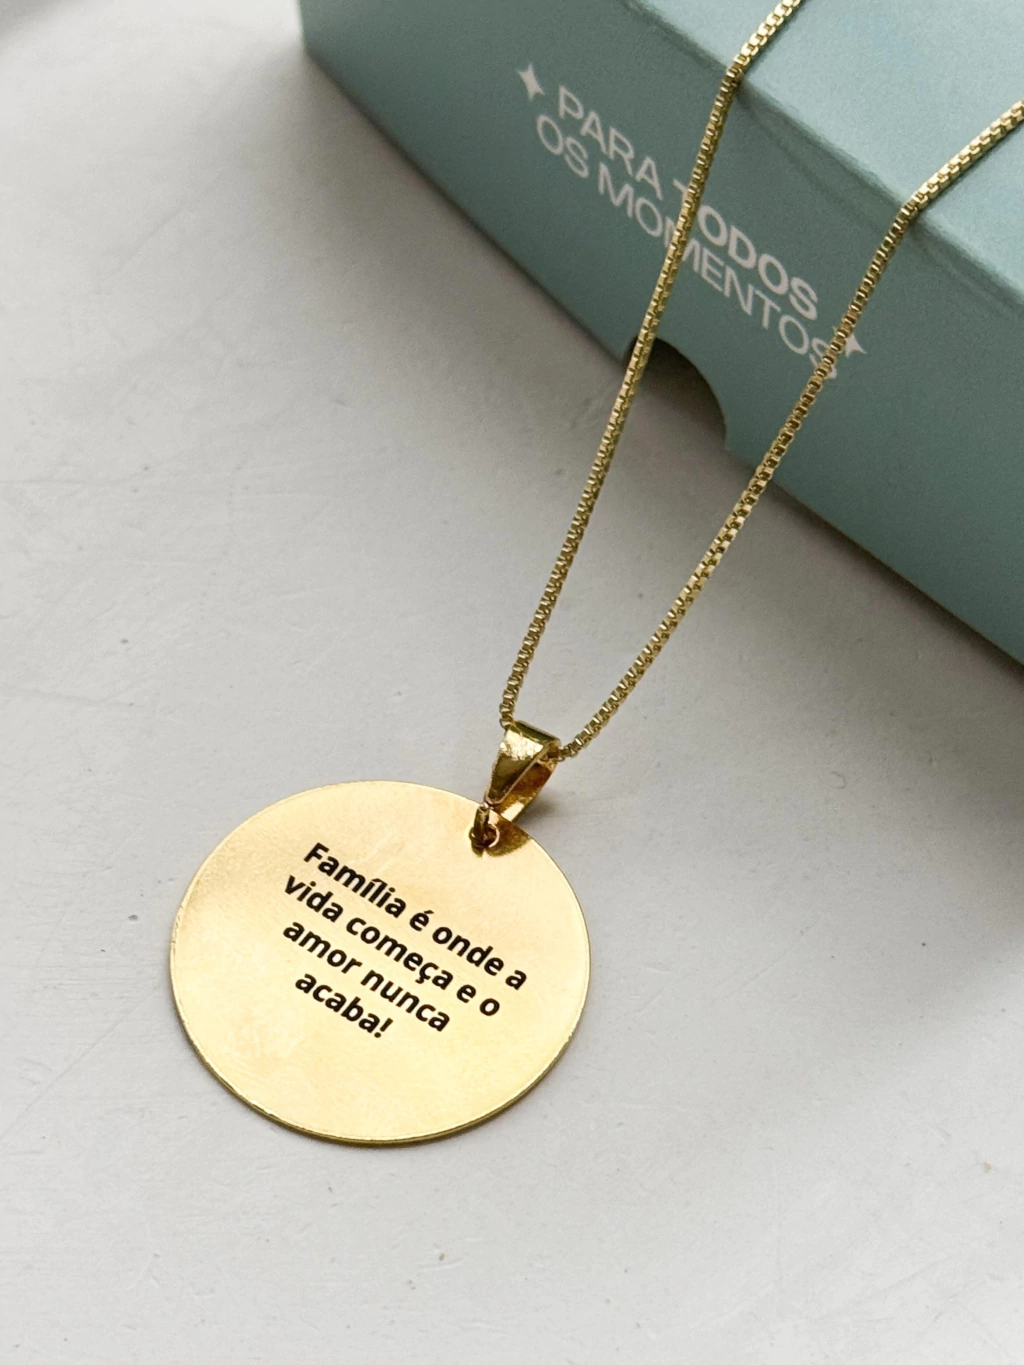 PARA TODOS
OS MOMENTOS
Família é onde a
vida começa e o
amor nunca
acaba!